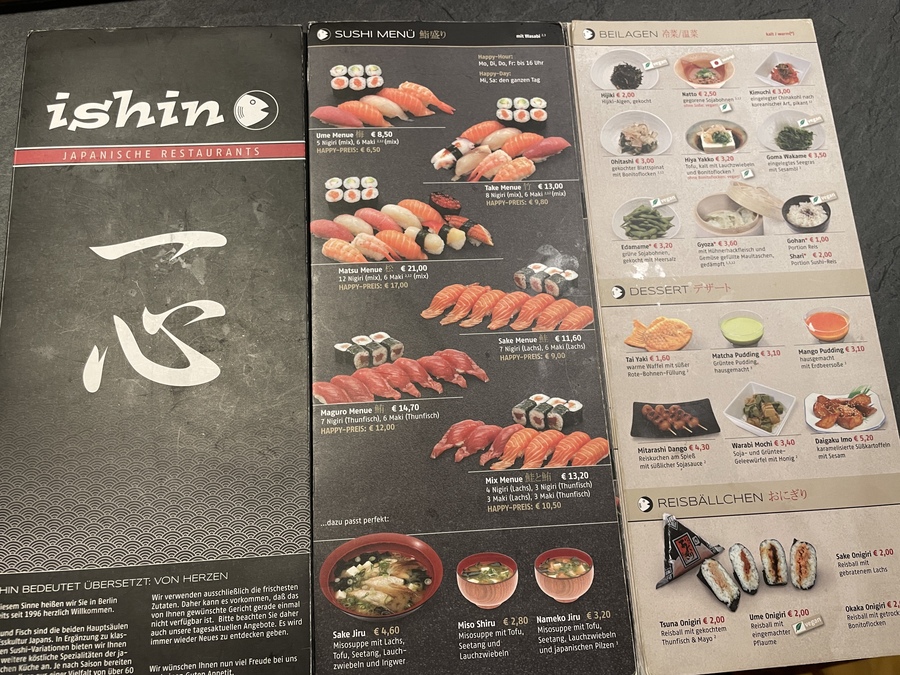 ishin
JAPANISCHE RESTAURANTS
一心
HIN BEDEUTET ÜBERSETZT: VON HERZEN
iesem Sinne heißen wir Sie in Berlin
eits seit 1996 herzlich Willkommen.
und Fisch sind die beiden Hauptsäulen
Esskultur Japans. In Ergänzung zu klas-
en Sushi-Variationen bieten wir Ihnen
weitere köstliche Spezialitäten der ja-
chen Küche an. Je nach Saison bereiten
einer Vielfalt von über 60
Wir verwenden ausschließlich die frischesten
Zutaten. Daher kann es vorkommen, daß das
von Ihnen gewünschte Gericht gerade einmal
nicht verfügbar ist. Bitte beachten Sie daher
auch unsere tagesaktuellen Angebote. Es wird
immer wieder Neues zu entdecken geben.
Wir wünschen Ihnen nun viel Freude bei uns
Guten Appetit.
SUSHI MENÜ 鮨盛り
mit Wasabi
Happy-Hour:
Mo, Di, Do, Fr: bis 16 Uhr
Happy-Day:
Mi, Sa: den ganzen Tag
Ume Menue 梅 € 8,50
5 Nigiri (mix), 6 Maki (mix)
HAPPY-PREIS: € 6,50
Take Menue 竹 € 13,00
8 Nigiri (mix), 6 Maki (mix)
HAPPY-PREIS: € 9,80
Matsu Menue 松 € 21,00
12 Nigiri (mix), 6 Maki (mix)
HAPPY-PREIS: € 17,00
Sake Menue € 11,60
7 Nigiri (Lachs), 6 Maki (Lachs)
HAPPY-PREIS: € 9,00
Maguro Menue € 14,70
7 Nigiri (Thunfisch), 6 Maki (Thunfisch)
HAPPY-PREIS: € 12,00
Mix Menue € 13,20
4 Nigiri (Lachs), 3 Nigiri (Thunfisch)
3 Maki (Lachs), 3 Maki (Thunfisch)
HAPPY-PREIS: € 10,50
...dazu passt perfekt:
Sake Jiru € 4,60
Misosuppe mit Lachs,
Tofu, Seetang, Lauch-
zwiebeln und Ingwer
Miso Shiru € 2,80
Misosuppe mit Tofu,
Seetang und
Lauchzwiebeln
Nameko Jiru € 3,20
Misosuppe mit Tofu,
Seetang, Lauchzwiebeln
und japanischen Pilzen
BEILAGEN 冷菜/温菜
kalt / warm(*)
vegan
Hijiki € 2,00
Hijiki-Algen, gekocht
vegan
Natto € 2,50
gegorene Sojabohnen
vegan
Kimochi € 3,00
eingelegter Chinakohl nach
koreanischer Art, pikant
Ohitashi € 3,00
gekochter Blattspinat
mit Bonitoflocken
vegan
Hiya Yakko € 3,20
Tofu, kalt mit Lauchzwiebeln
und Bonitoflocken
vegan
Goma Wakame € 3,50
eingelegter Seetang
mit Sesamöl
vegan
Edamame* € 3,20
grüne Sojabohnen,
gekocht mit Meersalz
vegan
Gyoza* € 3,60
mit Hühnerhackfleisch und
Gemüse gefüllte Maultaschen,
gedämpft
vegan
Gohan* € 1,00
Portion Reis
Shari* € 2,00
Portion Sushi-Reis
vegan
DESSERT デザート
Tai Yaki € 1,60
warme Waffel mit süßer
Rote-Bohnen-Füllung
Matcha Pudding € 3,10
Grüntee Pudding,
hausgemacht
Mango Pudding € 3,10
hausgemacht
mit Erdbeersoße
Mitarashi Dango € 4,30
Reiskuchen am Spieß
mit süßlicher Sojasauce
Warabi Mochi € 3,40
Soja- und Grüntee-
Geleewürfel mit Honig
Daigaku Imo € 5,20
karamelisierte Süßkartoffeln
mit Sesam
REISBÄLLCHEN おにぎり
Sake Onigiri € 2,00
Reisball mit
gebratenem Lachs
Tsuna Onigiri € 2,00
Reisball mit gekochtem
Thunfisch & Mayo
Ume Onigiri € 2,00
Reisball mit
eingemachter
Pflaume
vegan
Okaka Onigiri € 2,
Reisball mit getrock
Bonitoflocken